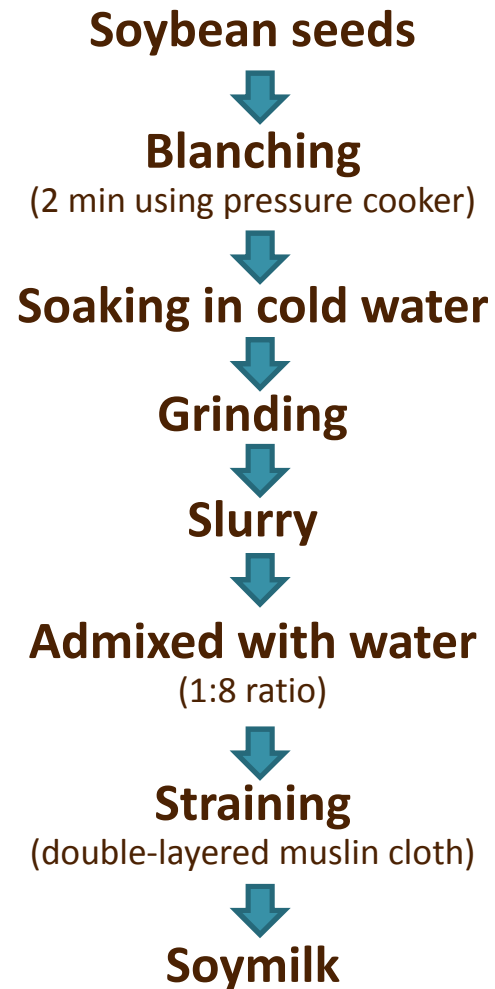 Soybean seeds
Blanching
(2 min using pressure cooker)
Soaking in cold water
Grinding
Slurry
Admixed with water
(1:8 ratio)
Straining
(double-layered muslin cloth)
Soymilk